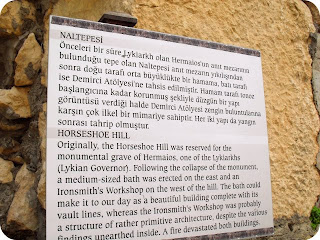 NALTEPESİ
Önceleri bir süre Lykiarkh olan Hermaios'un anıt mezarının
bulunduğu tepe olan Naltepesi anıt mezarın yıkılışından
sonra doğu tarafı orta büyüklükte bir hamama, batı tarafı
ise Demirci Atölyesi'ne tahsis edilmiştir. Hamam tarafı tonoz
başlangıcına kadar korunmuş şekliyle düzgün bir yapı
görüntüsü verdiği halde Demirci Atölyesi zengin buluntularına
karşın çok ilkel bir mimariye sahiptir. Her iki yapı da yangın
sonrası tahrip olmuştur.
HORSESHOE HILL
Originally, the Horseshoe Hill was reserved for the
monumental grave of Hermaios, one of the Lykiarkhs
(Lykian Governor). Following the collapse of the monument,
a medium-sized bath was erected on the east and an
Ironsmith's Workshop on the west of the hill. The bath could
make it to our day as a beautiful building complete with its
vault lines, whereas the Ironsmith's Workshop was probably
a structure of rather primitive architecture, despite the various
findings unearthed inside. A fire devastated both buildings.